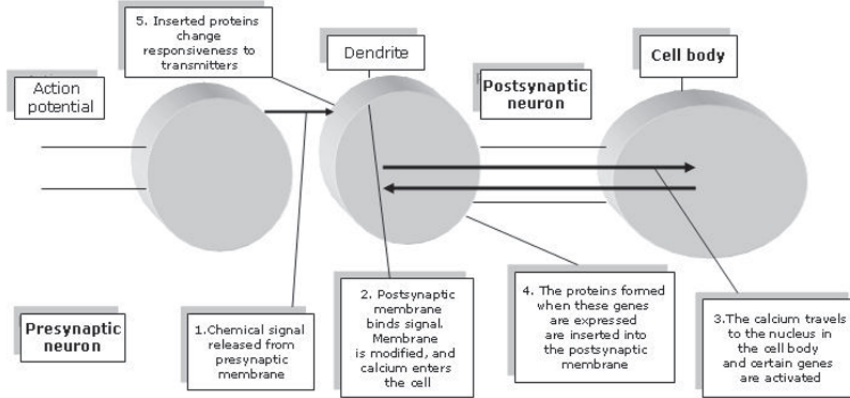 5. Inserted proteins
change
responsiveness to
transmitters
Dendrite
Cell body
Action
potential
Postsynaptic
neuron
Presynaptic
neuron
1.Chemical signal
released from
presynaptic
membrane
2. Postsynaptic
membrane
binds signal.
Membrane
is modified, and
calcium enters
the cell
4. The proteins formed
when these genes
are expressed
are inserted into
the postsynaptic
membrane
3.The calcium travels
to the nucleus in
the cell body
and certain genes
are activated